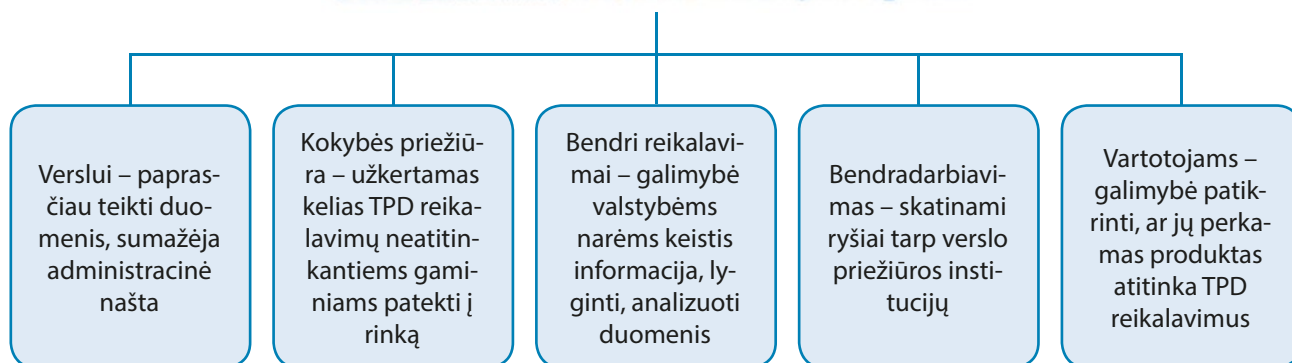 Verslui – papras-
čiau teikti duo-
menis, sumažėja
administracinė
našta
Kokybės priežiū-
ra – užkertamas
kelias TPD reika-
lavimų neatitin-
kantiems gami-
niams patekti į
rinką
Bendri reikalavi-
mai – galimybė
valstybėms
narėms keistis
informacija, ly-
ginti, analizuoti
duomenis
Bendradarbiavi-
mas – skatinami
ryšiai tarp verslo
priežiūros insti-
tucijų
Vartotojams –
galimybė patik-
rinti, ar jų perka-
mas produktas
atitinka TPD
reikalavimus